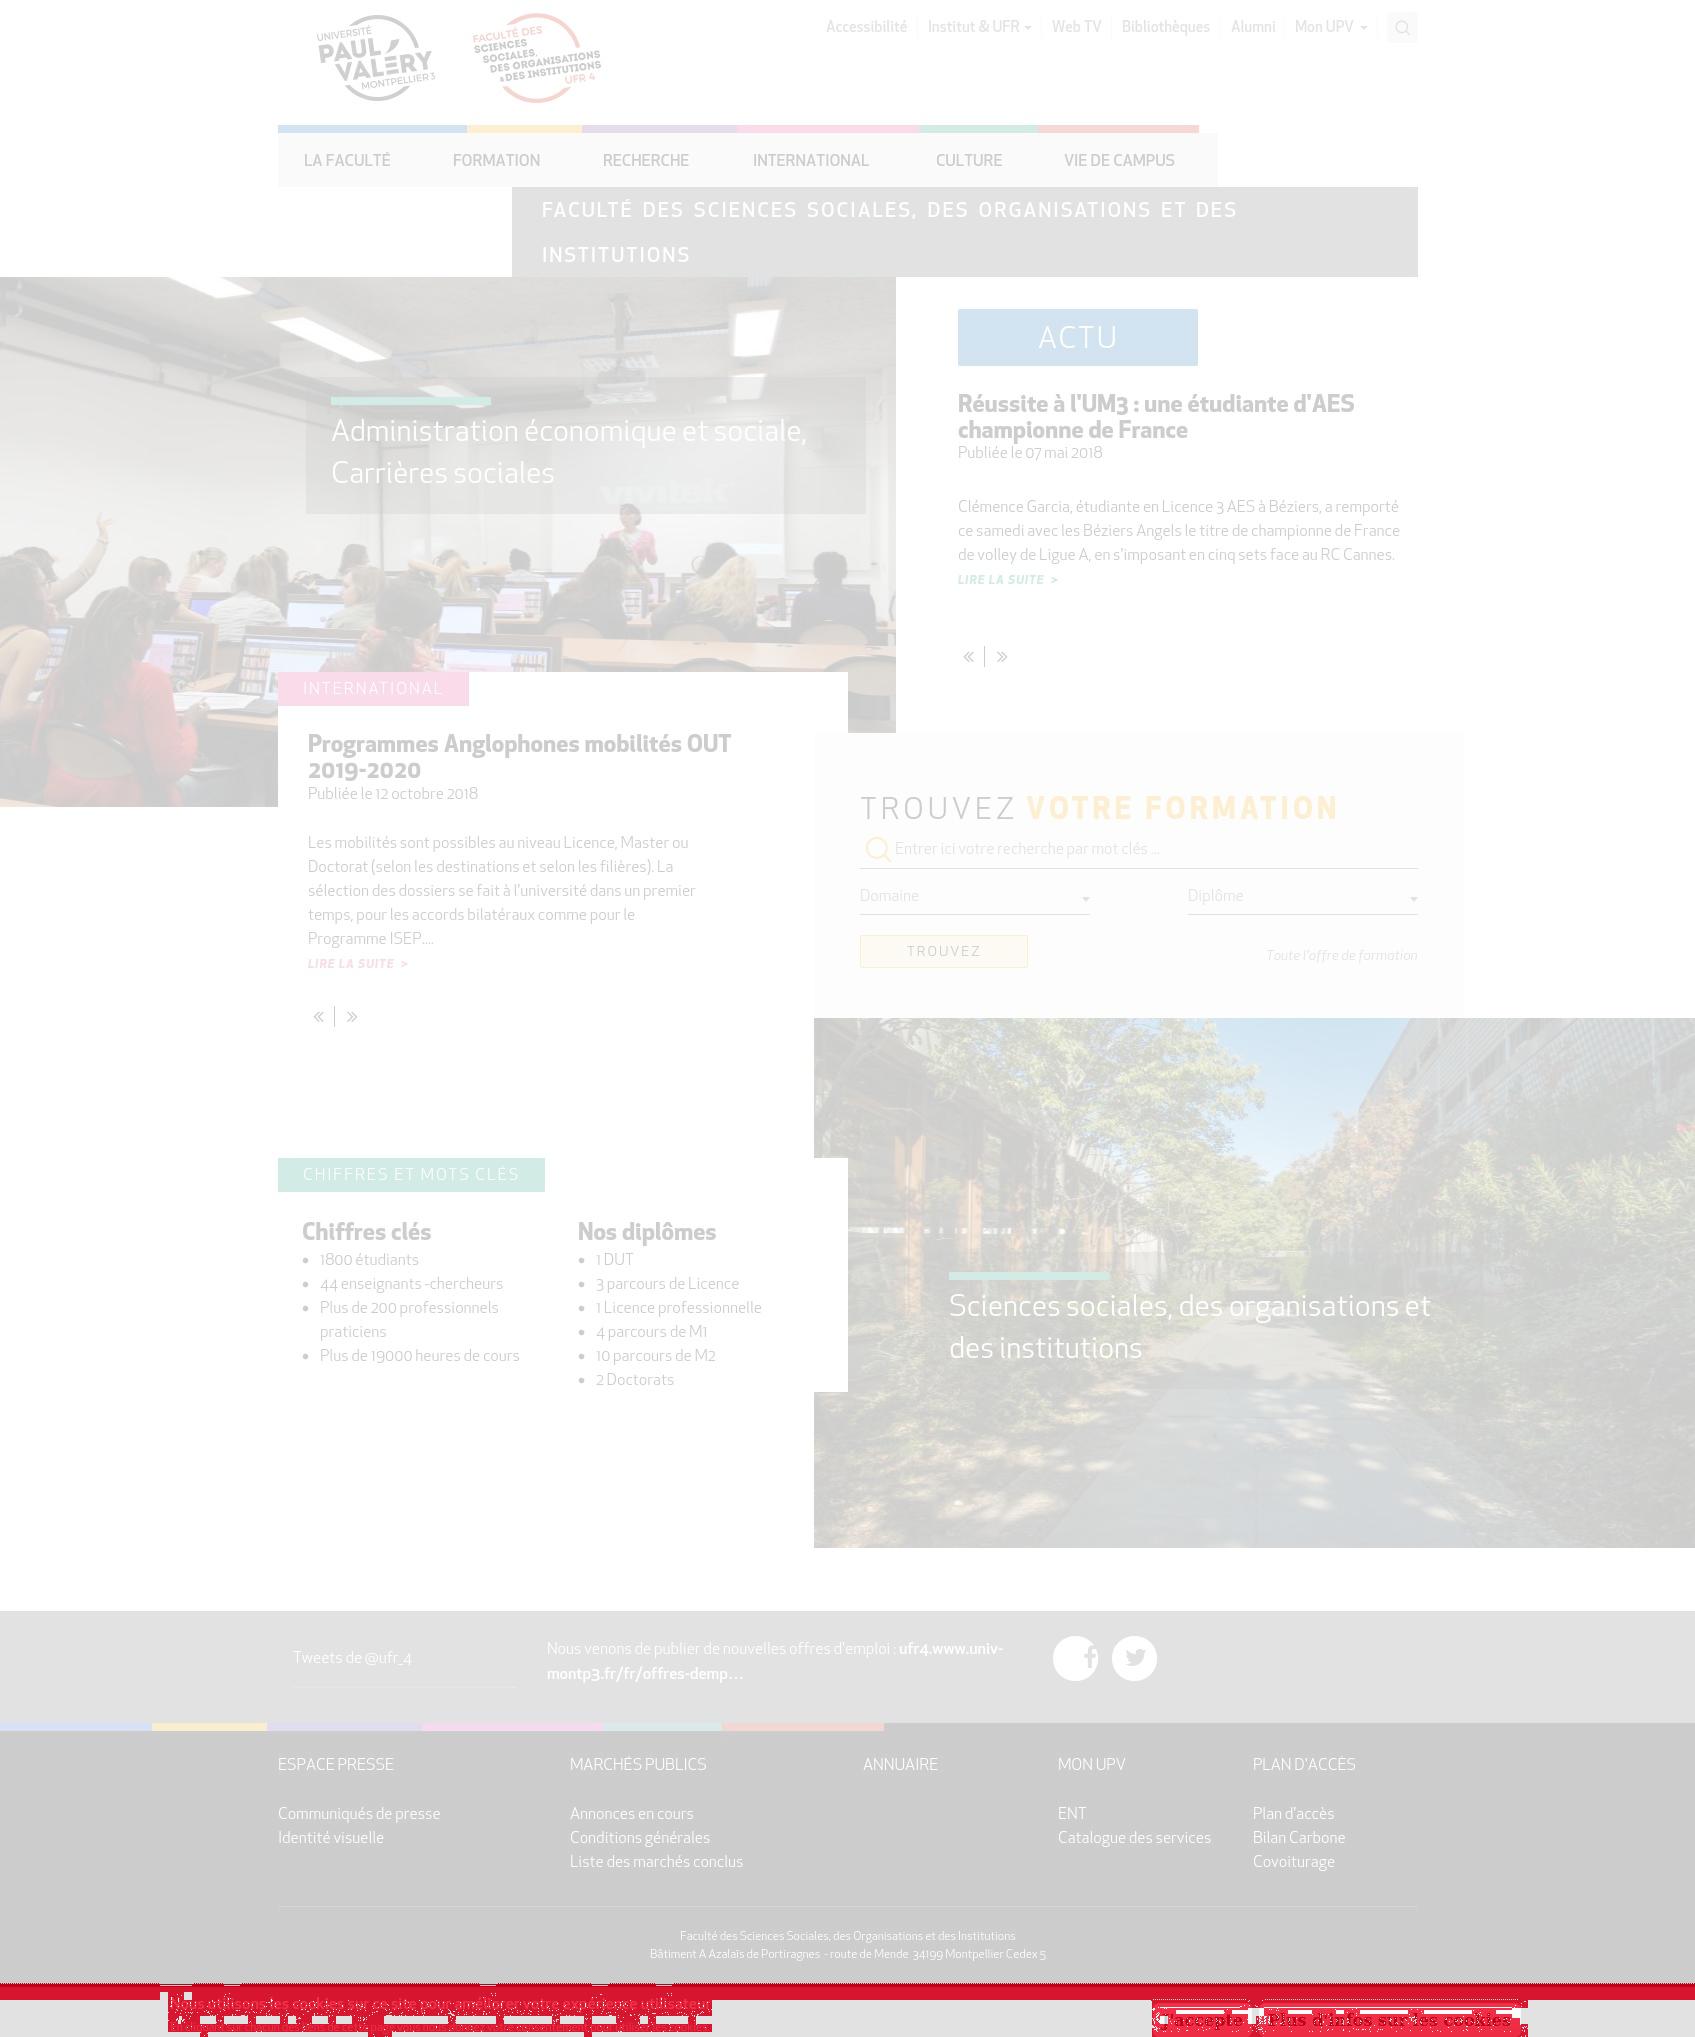 UNIVERSITÉ
PAUL
VALÉRY
MONTPELLIER 3
FACULTÉ DES
SCIENCES
SOCIALES,
DES ORGANISATIONS
& DES INSTITUTIONS
UFR 4
Accessibilité
Institut & UFR
Web TV
Bibliothèques
Alumni
Mon UPV
LA FACULTÉ
FORMATION
RECHERCHE
INTERNATIONAL
CULTURE
VIE DE CAMPUS
FACULTÉ DES SCIENCES SOCIALES, DES ORGANISATIONS ET DES
INSTITUTIONS
Administration économique et sociale,
Carrières sociales
vivitek
ACTU
Réussite à l'UM3 : une étudiante d'AES
championne de France
Publiée le 07 mai 2018
Clémence Garcia, étudiante en Licence 3 AES à Béziers, a remporté
ce samedi avec les Béziers Angels le titre de championne de France
de volley de Ligue A, en s'imposant en cinq sets face au RC Cannes.
LIRE LA SUITE >
« | »
INTERNATIONAL
Programmes Anglophones mobilités OUT
2019-2020
Publiée le 12 octobre 2018
Les mobilités sont possibles au niveau Licence, Master ou
Doctorat (selon les destinations et selon les filières). La
sélection des dossiers se fait à l'université dans un premier
temps, pour les accords bilatéraux comme pour le
Programme ISEP....
LIRE LA SUITE >
« | »
TROUVEZ VOTRE FORMATION
Entrer ici votre recherche par mot clés ...
Domaine
Diplôme
TROUVEZ
Toute l'offre de formation
CHIFFRES ET MOTS CLÉS
Chiffres clés
• 1800 étudiants
• 44 enseignants -chercheurs
• Plus de 200 professionnels
praticiens
• Plus de 19000 heures de cours
Nos diplômes
• 1 DUT
• 3 parcours de Licence
• 1 Licence professionnelle
• 4 parcours de M1
• 10 parcours de M2
• 2 Doctorats
Sciences sociales, des organisations et
des institutions
Tweets de @ufr_4
Nous venons de publier de nouvelles offres d'emploi : ufr4.www.univ-
montp3.fr/fr/offres-demp…
ESPACE PRESSE
Communiqués de presse
Identité visuelle
MARCHÉS PUBLICS
Annonces en cours
Conditions générales
Liste des marchés conclus
ANNUAIRE
MON UPV
ENT
Catalogue des services
PLAN D'ACCÈS
Plan d'accès
Bilan Carbone
Covoiturage
Faculté des Sciences Sociales, des Organisations et des Institutions
Bâtiment A Azalaïs de Portiragnes - route de Mende 34199 Montpellier Cedex 5
Nous utilisons les cookies sur ce site pour améliorer votre expérience utilisateur
J'accepte
Plus d'infos sur les cookies